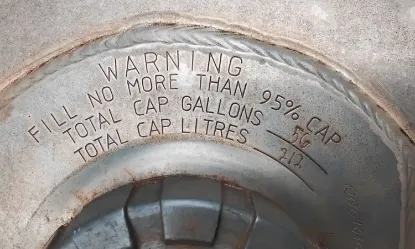 WARNING
FILL NO MORE THAN 95% CAP
TOTAL CAP GALLONS 56
TOTAL CAP LITRES 212